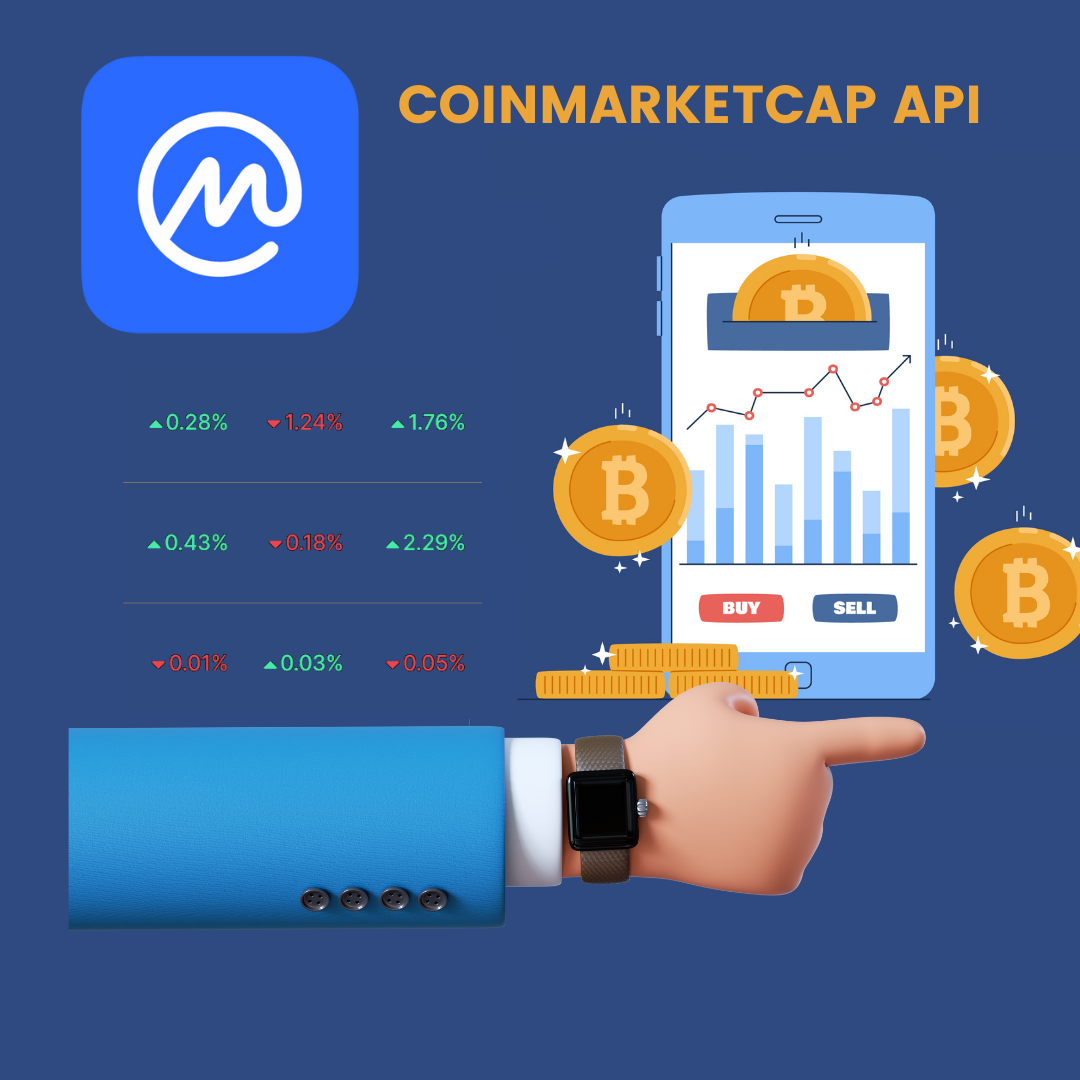 COINMARKETCAP API
▲0.28% ▼1.24% ▲1.76%
▲0.43% ▼0.18% ▲2.29%
BUY SELL
▼0.01% ▲0.03% ▼0.05%